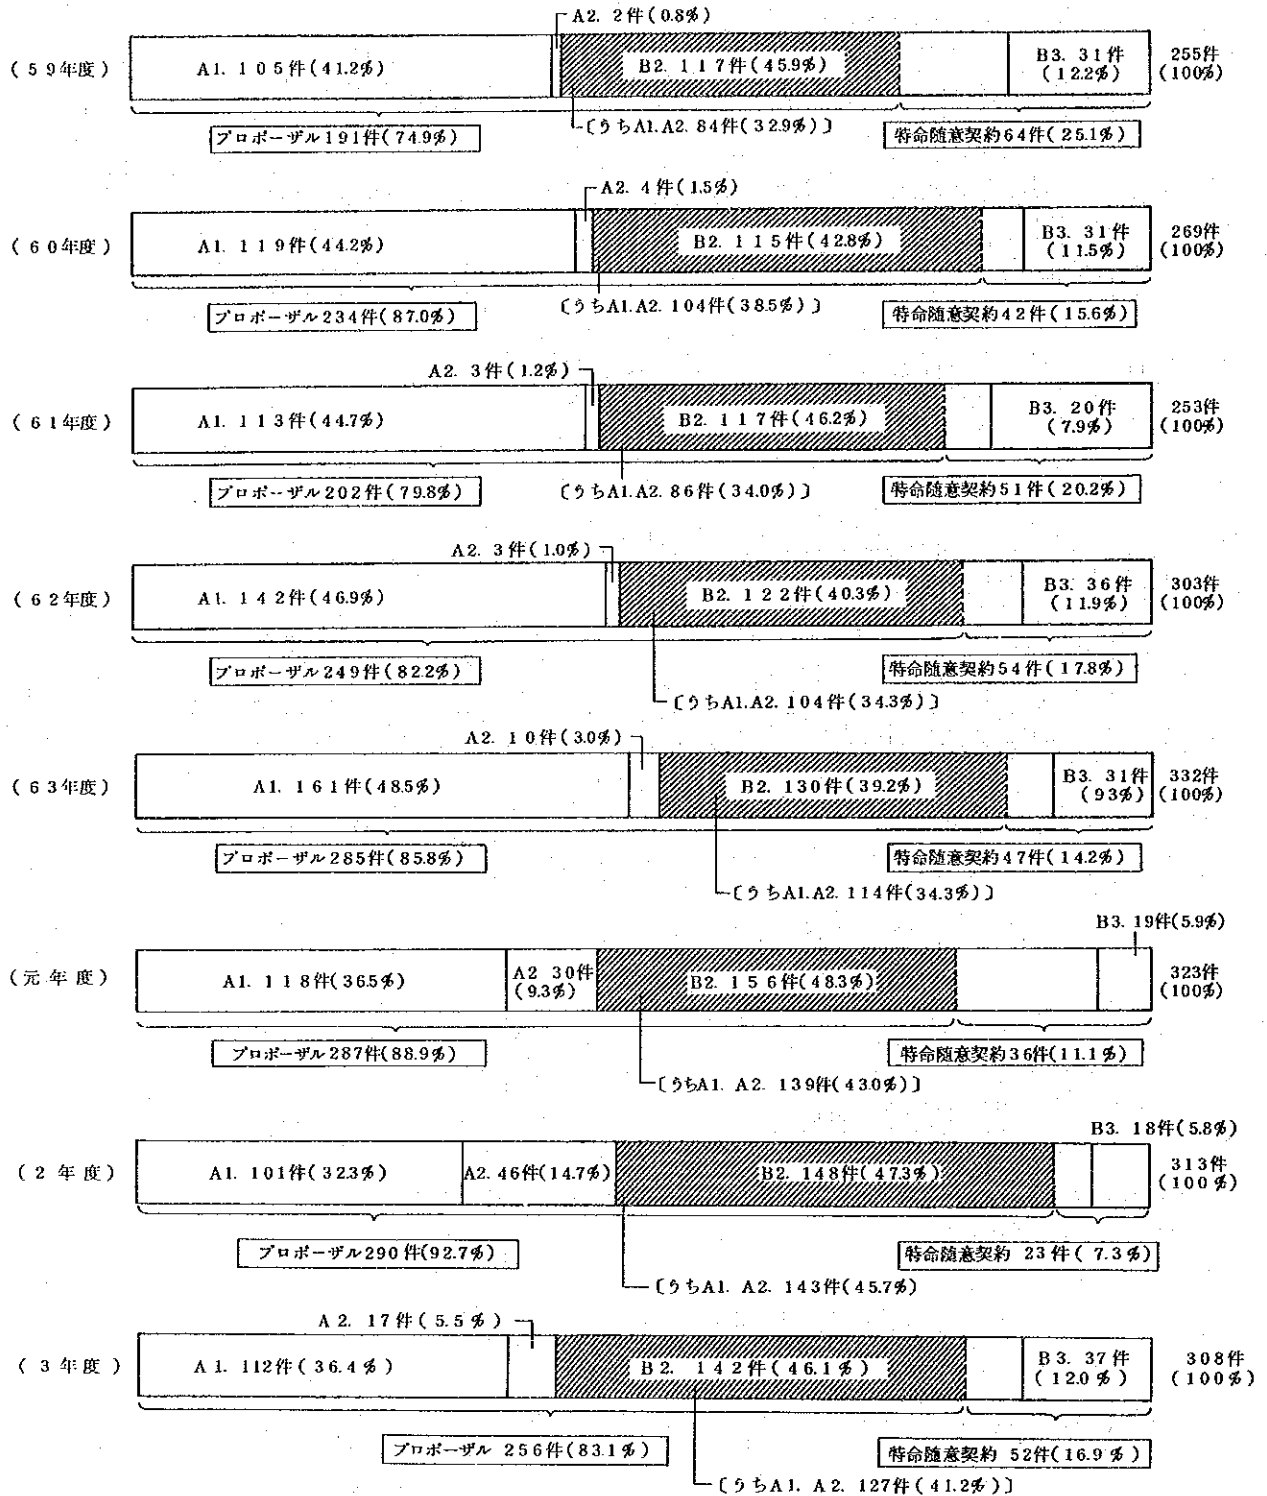 A2. 2件(0.8%)
(59年度) A1. 105件(41.2%) B2. 117件(45.9%) B3. 31件 255件
(12.2%) (100%)
〔うちA1.A2. 84件(32.9%)〕
プロポーザル191件(74.9%) 特命随意契約64件(25.1%)
A2. 4件(1.5%)
(60年度) A1. 119件(44.2%) B2. 115件(42.8%) B3. 31件 269件
(11.5%) (100%)
プロポーザル234件(87.0%) 〔うちA1.A2. 104件(38.5%)〕 特命随意契約42件(15.6%)
A2. 3件(1.2%)
(61年度) A1. 113件(44.7%) B2. 117件(46.2%) B3. 20件 253件
(7.9%) (100%)
プロポーザル202件(79.8%) 〔うちA1.A2. 86件(34.0%)〕 特命随意契約51件(20.2%)
A2. 3件(1.0%)
(62年度) A1. 142件(46.9%) B2. 122件(40.3%) B3. 36件 303件
(11.9%) (100%)
プロポーザル249件(82.2%) 特命随意契約54件(17.8%)
〔うちA1.A2. 104件(34.3%)〕
A2. 10件(3.0%)
(63年度) A1. 161件(48.5%) B2. 130件(39.2%) B3. 31件 332件
(93%) (100%)
プロポーザル285件(85.8%) 特命随意契約47件(14.2%)
〔うちA1.A2. 114件(34.3%)〕
B3. 19件(5.9%)
(元年度) A1. 118件(36.5%) A2 30件 B2. 156件(48.3%) 323件
(9.3%) (100%)
プロポーザル287件(88.9%) 特命随意契約36件(11.1%)
〔うちA1. A2. 139件(43.0%)〕
B3. 18件(5.8%)
(2年度) A1. 101件(32.3%) A2. 46件(14.7%) B2. 148件(47.3%) 313件
(100%)
プロポーザル290件(92.7%) 特命随意契約 23件(7.3%)
〔うちA1. A2. 143件(45.7%)
A2. 17件(5.5%)
(3年度) A1. 112件(36.4%) B2. 142件(46.1%) B3. 37件 308件
(12.0%) (100%)
プロポーザル 256件(83.1%) 特命随意契約 52件(16.9%)
〔うちA1. A2. 127件(41.2%)〕